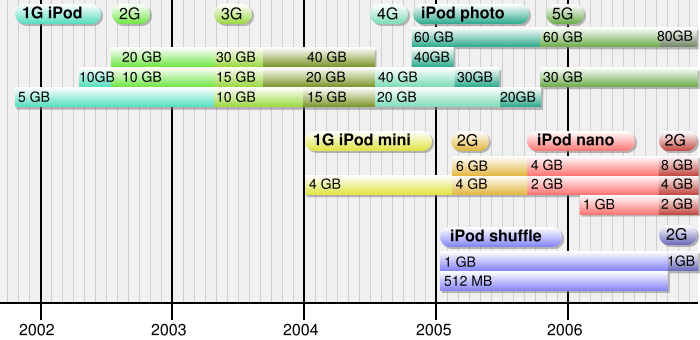 1G iPod 2G 3G 4G iPod photo 5G
60 GB 60 GB 80GB
20 GB 30 GB 40 GB 40GB
10GB 10 GB 15 GB 20 GB 40 GB 30GB 30 GB
5 GB 10 GB 15 GB 20 GB 20GB
1G iPod mini 2G iPod nano 2G
6 GB 4 GB 8 GB
4 GB 4 GB 2 GB 4 GB
1 GB 2 GB
iPod shuffle 2G
1 GB 1GB
512 MB
2002 2003 2004 2005 2006